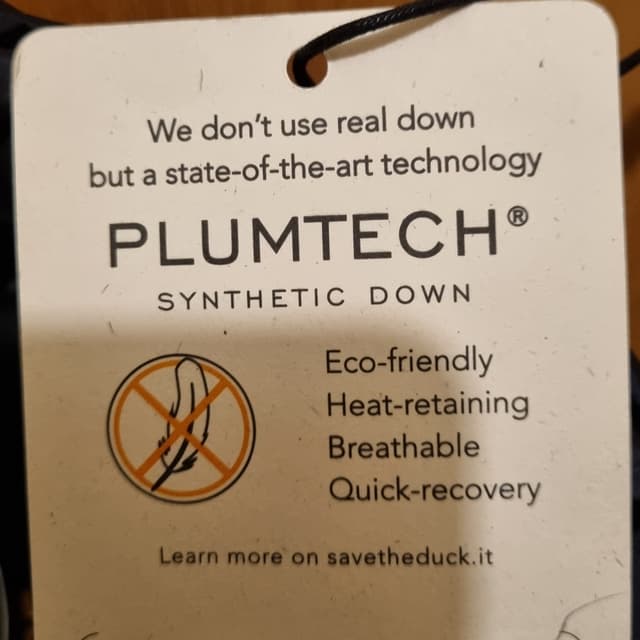 We don't use real down
but a state-of-the-art technology
PLUMTECH®
SYNTHETIC DOWN
Eco-friendly
Heat-retaining
Breathable
Quick-recovery
Learn more on savetheduck.it